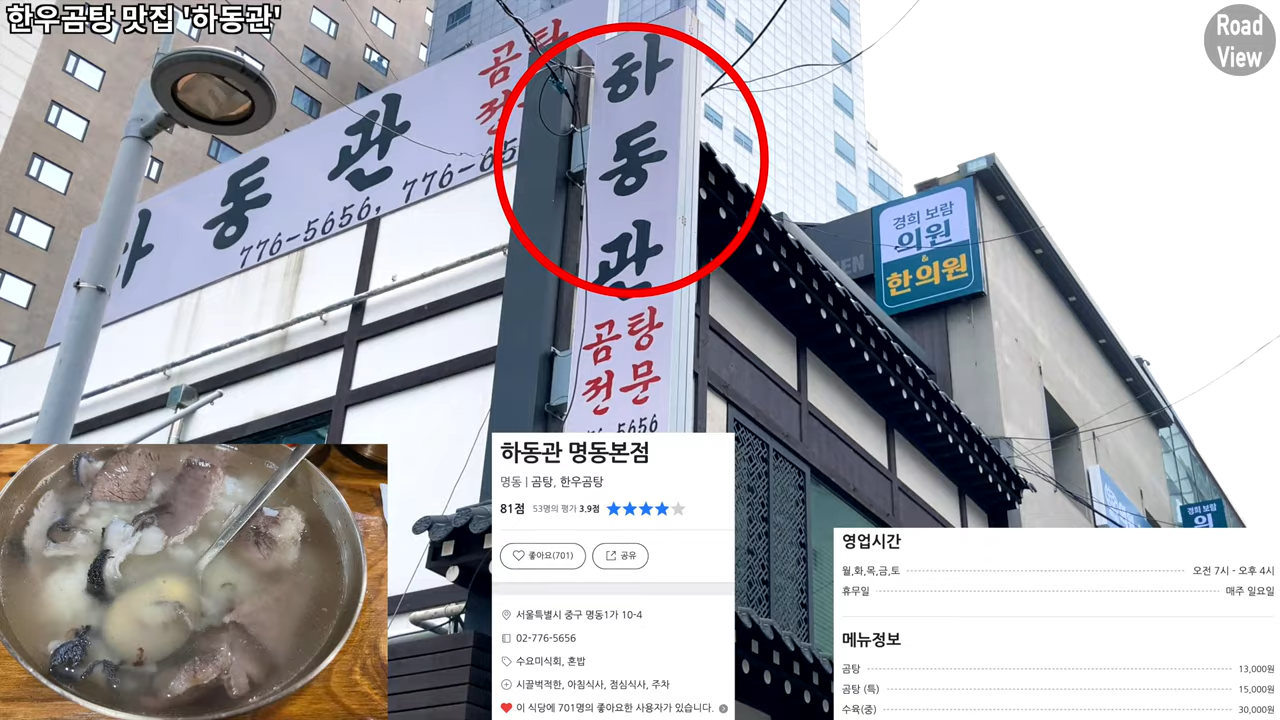 한우곰탕 맛집 '하동관'
Road
View
하동관
곰탕
776-5656, 776-65
하
동
관
곰탕
전문
5656
경희 보람
의원
&
한의원
경희 보람
의
하동관 명동본점
명동 | 곰탕, 한우곰탕
81점 53명의 평가 3.9점
좋아요(701) 공유
서울특별시 중구 명동1가 10-4
02-776-5656
수요미식회, 혼밥
시끌벅적한, 아침식사, 점심식사, 주차
이 식당에 701명의 좋아요한 사용자가 있습니다.
영업시간
월,화,목,금,토 오전 7시 - 오후 4시
휴무일 매주 일요일
메뉴정보
곰탕 13,000원
곰탕 (특) 15,000원
수육(중) 30,000원